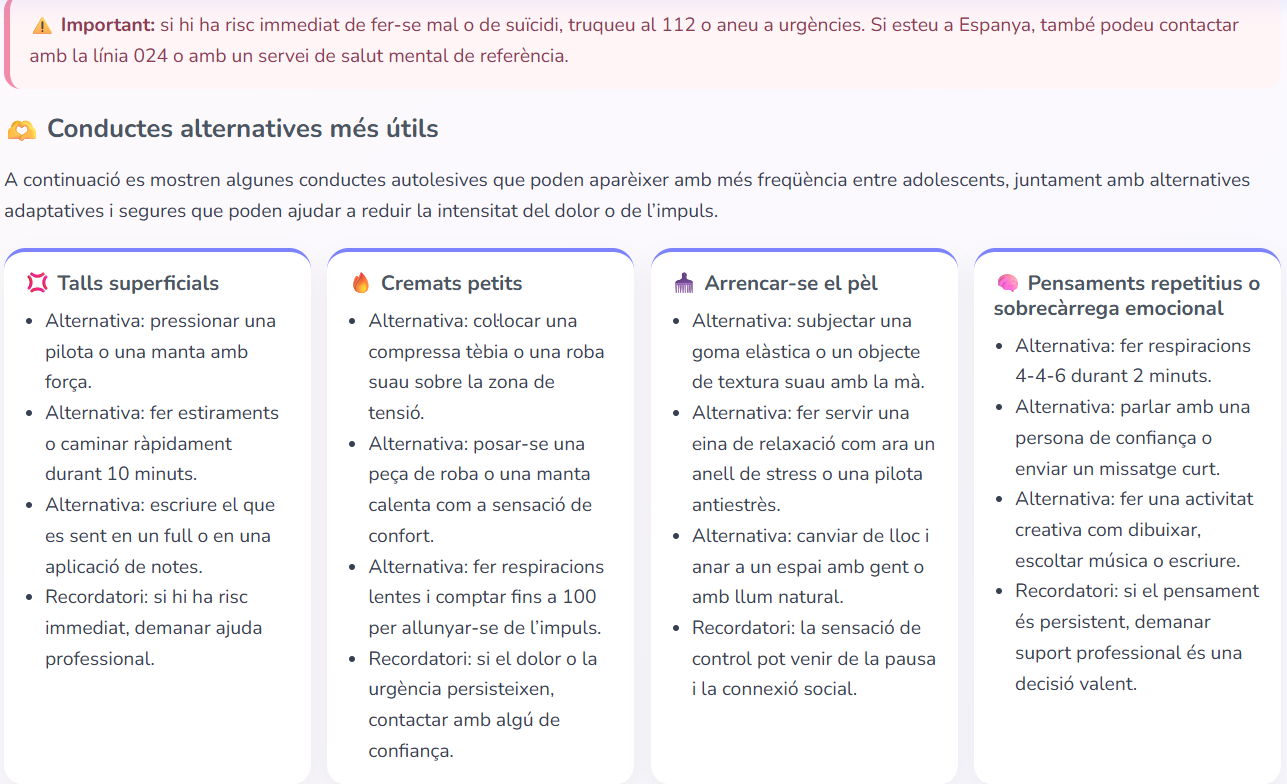 ⚠️ Important: si hi ha risc immediat de fer-se mal o de suïcidi, truqueu al 112 o aneu a urgències. Si esteu a Espanya, també podeu contactar
amb la línia 024 o amb un servei de salut mental de referència.
🫶 Conductes alternatives més útils
A continuació es mostren algunes conductes autolesives que poden aparèixer amb més freqüència entre adolescents, juntament amb alternatives
adaptatives i segures que poden ajudar a reduir la intensitat del dolor o de l’impuls.
💢 Talls superficials
• Alternativa: pressionar una
pilota o una manta amb
força.
• Alternativa: fer estiraments
o caminar ràpidament
durant 10 minuts.
• Alternativa: escriure el que
es sent en un full o en una
aplicació de notes.
• Recordatori: si hi ha risc
immediat, demanar ajuda
professional.
🔥 Cremats petits
• Alternativa: col·locar una
compressa tèbia o una roba
suau sobre la zona de
tensió.
• Alternativa: posar-se una
peça de roba o una manta
calenta com a sensació de
confort.
• Alternativa: fer respiracions
lentes i comptar fins a 100
per allunyar-se de l’impuls.
• Recordatori: si el dolor o la
urgència persisteixen,
contactar amb algú de
confiança.
Arrencar-se el pèl
• Alternativa: subjectar una
goma elàstica o un objecte
de textura suau amb la mà.
• Alternativa: fer servir una
eina de relaxació com ara un
anell de stress o una pilota
antiestrès.
• Alternativa: canviar de lloc i
anar a un espai amb gent o
amb llum natural.
• Recordatori: la sensació de
control pot venir de la pausa
i la connexió social.
🧠 Pensaments repetitius o
sobrecàrrega emocional
• Alternativa: fer respiracions
4-4-6 durant 2 minuts.
• Alternativa: parlar amb una
persona de confiança o
enviar un missatge curt.
• Alternativa: fer una activitat
creativa com dibuixar,
escoltar música o escriure.
• Recordatori: si el pensament
és persistent, demanar
suport professional és una
decisió valent.